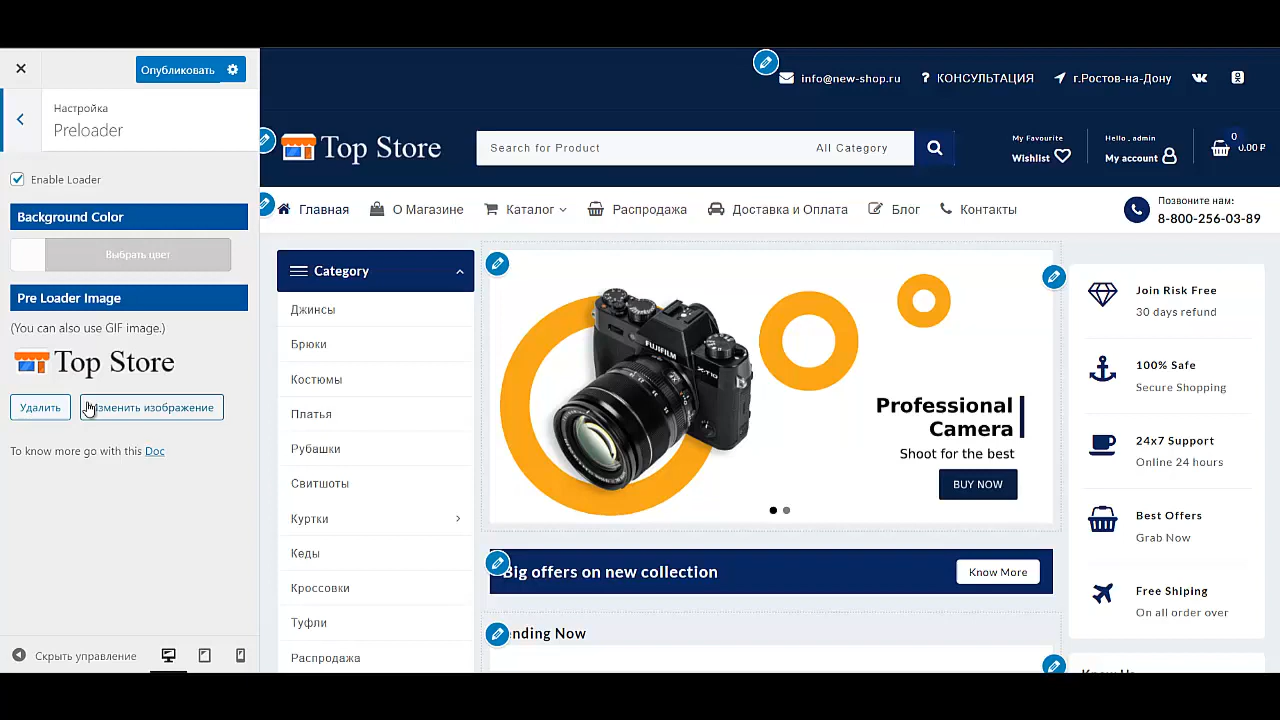 Опубликовать
Настройка
Preloader
Enable Loader
Background Color
Выбрать цвет
Pre Loader Image
(You can also use GIF image.)
Top Store
Удалить
Изменить изображение
To know more go with this Doc
Скрыть управление
info@new-shop.ru
? КОНСУЛЬТАЦИЯ
г.Ростов-на-Дону
Top Store
Search for Product
All Category
My Favourite
Wishlist
Hello , admin
My account
0
0.00 ₽
Главная
О Магазине
Каталог
Распродажа
Доставка и Оплата
Блог
Контакты
Позвоните нам:
8-800-256-03-89
Category
Джинсы
Брюки
Костюмы
Платья
Рубашки
Свитшоты
Куртки
Кеды
Кроссовки
Туфли
Распродажа
FUJIFILM
X-T10
Professional
Camera
Shoot for the best
BUY NOW
Big offers on new collection
Know More
nding Now
Join Risk Free
30 days refund
100% Safe
Secure Shopping
24x7 Support
Online 24 hours
Best Offers
Grab Now
Free Shiping
On all order over